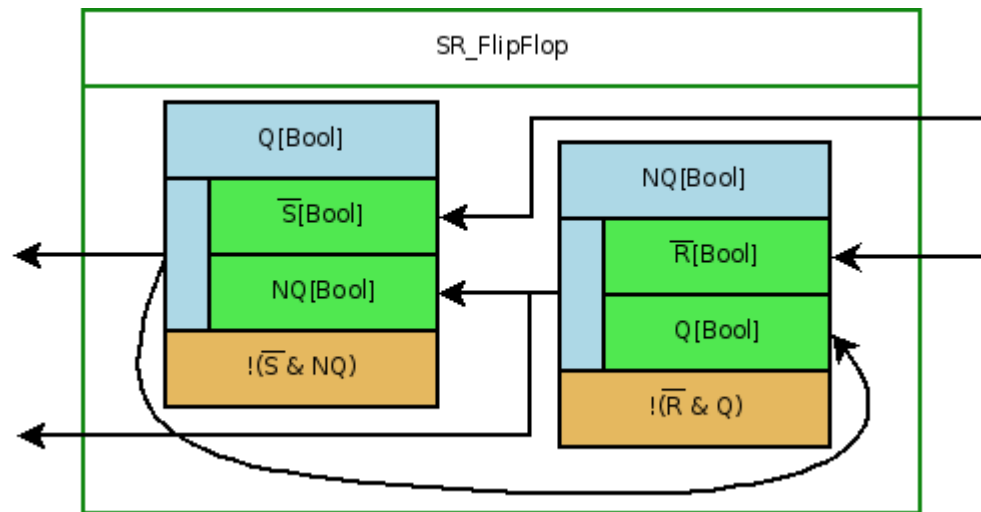 SR_FlipFlop
Q[Bool]
S̅[Bool]
NQ[Bool]
!(S̅ & NQ)
NQ[Bool]
R̅[Bool]
Q[Bool]
!(R̅ & Q)